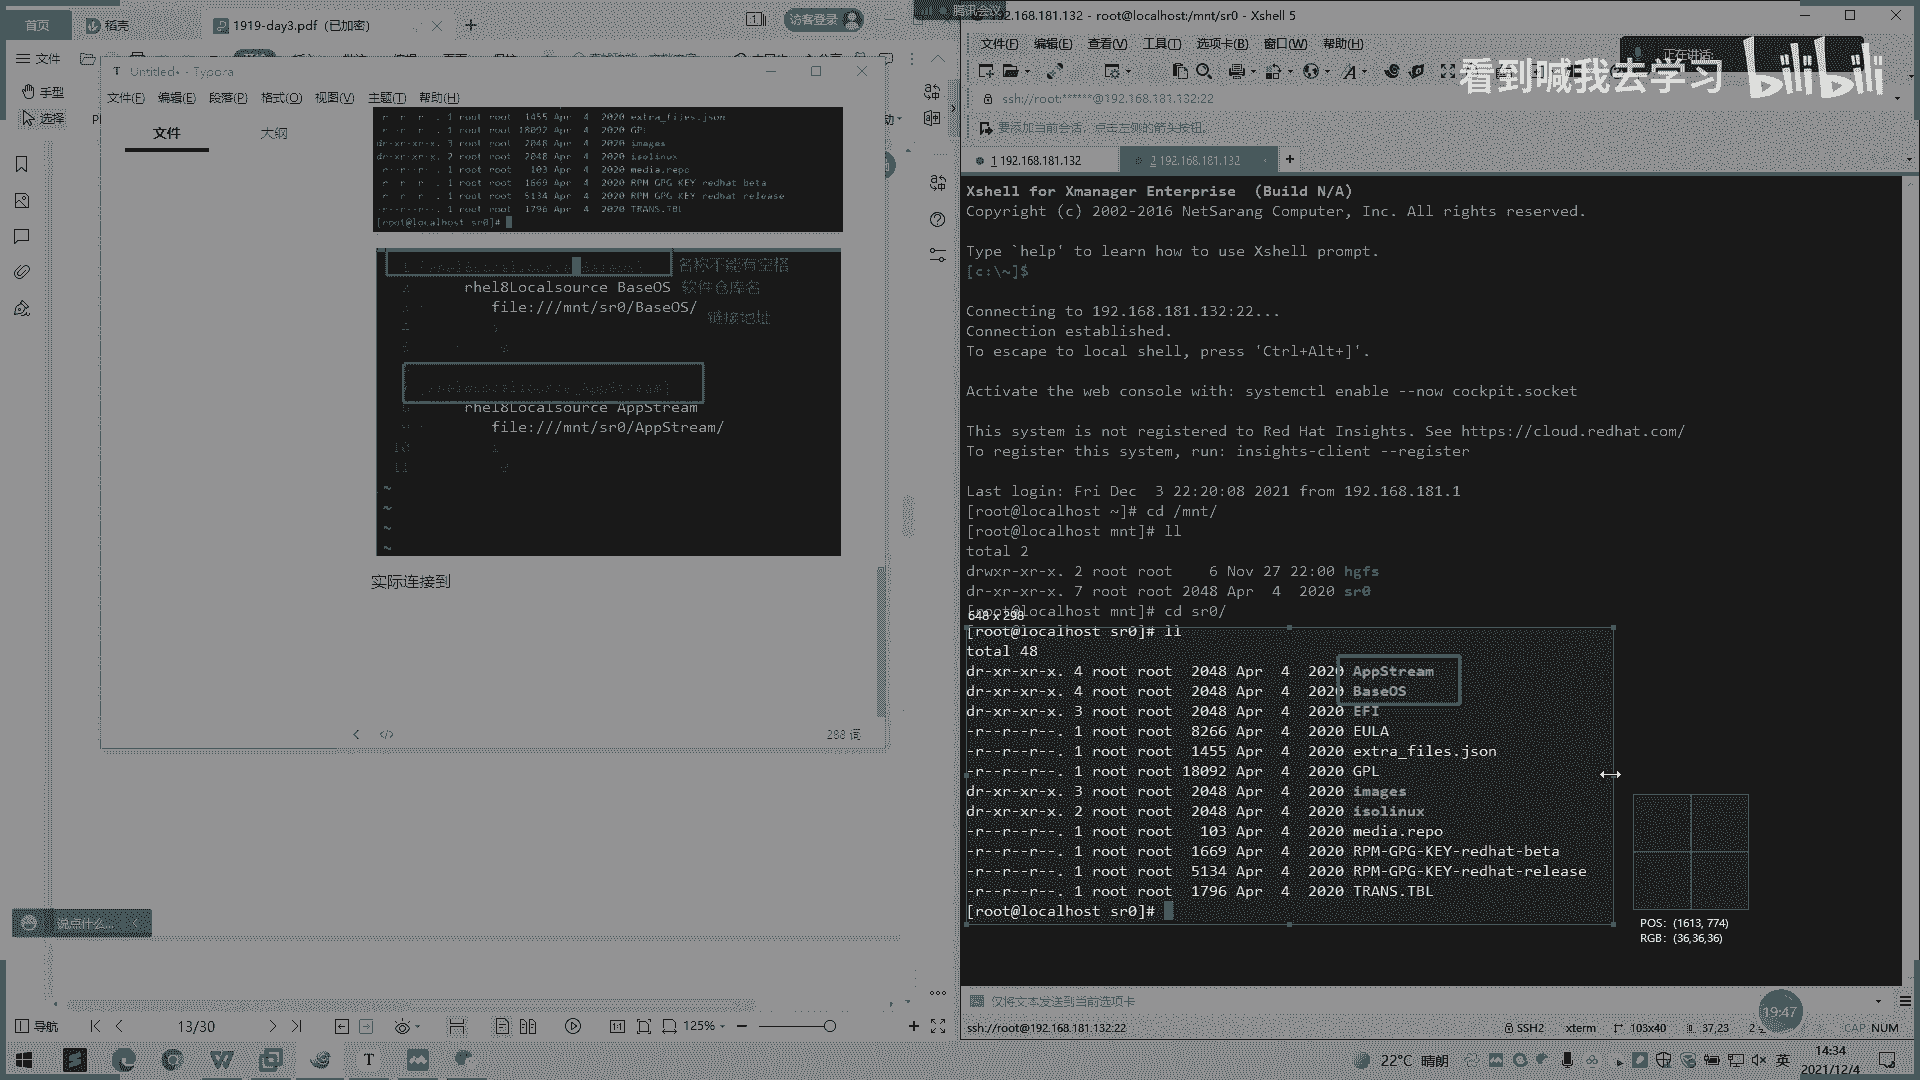 首页
稻壳
1919-day3.pdf (已加密)
访客登录
文件
手型
选择
Untitled• - Typora
文件(F) 编辑(E) 段落(P) 格式(O) 视图(V) 主题(T) 帮助(H)
文件
大纲
1 root root 1455 Apr 4 2020 extra_files.json
1 root root 18092 Apr 4 2020 GPL
dr-xr-xr-x. 3 root root 2048 Apr 4 2020 images
dr-xr-xr-x. 2 root root 2048 Apr 4 2020 isolinux
1 root root 103 Apr 4 2020 media.repo
1 root root 1669 Apr 4 2020 RPM GPG KEY redhat beta
1 root root 5134 Apr 4 2020 RPM GPG KEY redhat release
-r--r--r--. 1 root root 1796 Apr 4 2020 TRANS.TBL
[root@localhost sr0]#
名称不能有空格
rhel8Localsource BaseOS 软件仓库名
file:///mnt/sr0/BaseOS/
链接地址
rhel8Localsource AppStream
file:///mnt/sr0/AppStream/
10
11
~
~
~
~
实际连接到
288 词
说点什么...
导航
13/30
125%
腾讯会议
192.168.181.132 - root@localhost:/mnt/sr0 - Xshell 5
文件(F) 编辑(E) 查看(V) 工具(T) 选项卡(B) 窗口(W) 帮助(H)
正在讲话:
看到喊我去学习 bilibili
ssh://root:******@192.168.181.132:22
要添加当前会话，点击左侧的箭头按钮。
1 192.168.181.132
2 192.168.181.132
Xshell for Xmanager Enterprise (Build N/A)
Copyright (c) 2002-2016 NetSarang Computer, Inc. All rights reserved.
Type `help' to learn how to use Xshell prompt.
[c:\~]$
Connecting to 192.168.181.132:22...
Connection established.
To escape to local shell, press 'Ctrl+Alt+]'.
Activate the web console with: systemctl enable --now cockpit.socket
This system is not registered to Red Hat Insights. See https://cloud.redhat.com/
To register this system, run: insights-client --register
Last login: Fri Dec 3 22:20:08 2021 from 192.168.181.1
[root@localhost ~]# cd /mnt/
[root@localhost mnt]# ll
total 2
drwxr-xr-x. 2 root root 6 Nov 27 22:00 hgfs
dr-xr-xr-x. 7 root root 2048 Apr 4 2020 sr0
[root@localhost mnt]# cd sr0/
648 x 298
[root@localhost sr0]# ll
total 48
dr-xr-xr-x. 4 root root 2048 Apr 4 2020 AppStream
dr-xr-xr-x. 4 root root 2048 Apr 4 2020 BaseOS
dr-xr-xr-x. 3 root root 2048 Apr 4 2020 EFI
-r--r--r--. 1 root root 8266 Apr 4 2020 EULA
-r--r--r--. 1 root root 1455 Apr 4 2020 extra_files.json
-r--r--r--. 1 root root 18092 Apr 4 2020 GPL
dr-xr-xr-x. 3 root root 2048 Apr 4 2020 images
dr-xr-xr-x. 2 root root 2048 Apr 4 2020 isolinux
-r--r--r--. 1 root root 103 Apr 4 2020 media.repo
-r--r--r--. 1 root root 1669 Apr 4 2020 RPM-GPG-KEY-redhat-beta
-r--r--r--. 1 root root 5134 Apr 4 2020 RPM-GPG-KEY-redhat-release
-r--r--r--. 1 root root 1796 Apr 4 2020 TRANS.TBL
[root@localhost sr0]#
POS: (1613, 774)
RGB: (36,36,36)
仅将文本发送到当前选项卡
19:47
ssh://root@192.168.181.132:22
SSH2 xterm 103x40 37,23 CAP NUM
22°C 晴朗
英
14:34
2021/12/4